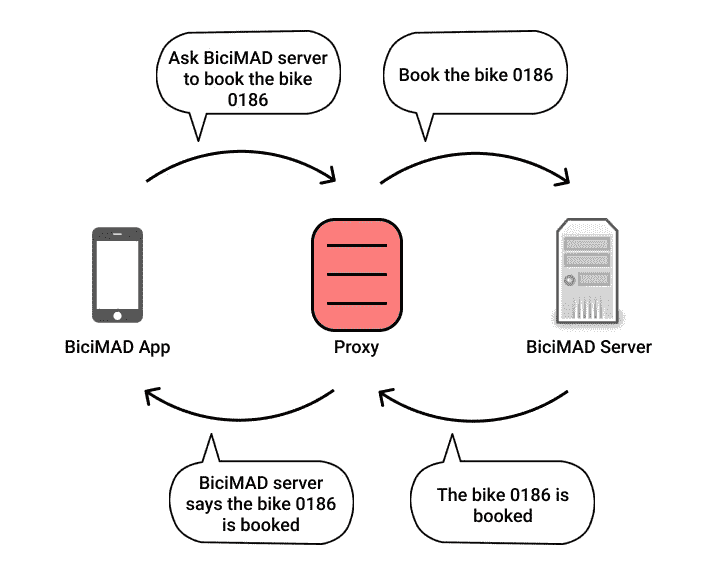 Ask BiciMAD server
to book the bike
0186
Book the bike 0186
BiciMAD App
Proxy
BiciMAD Server
BiciMAD server
says the bike 0186
is booked
The bike 0186 is
booked